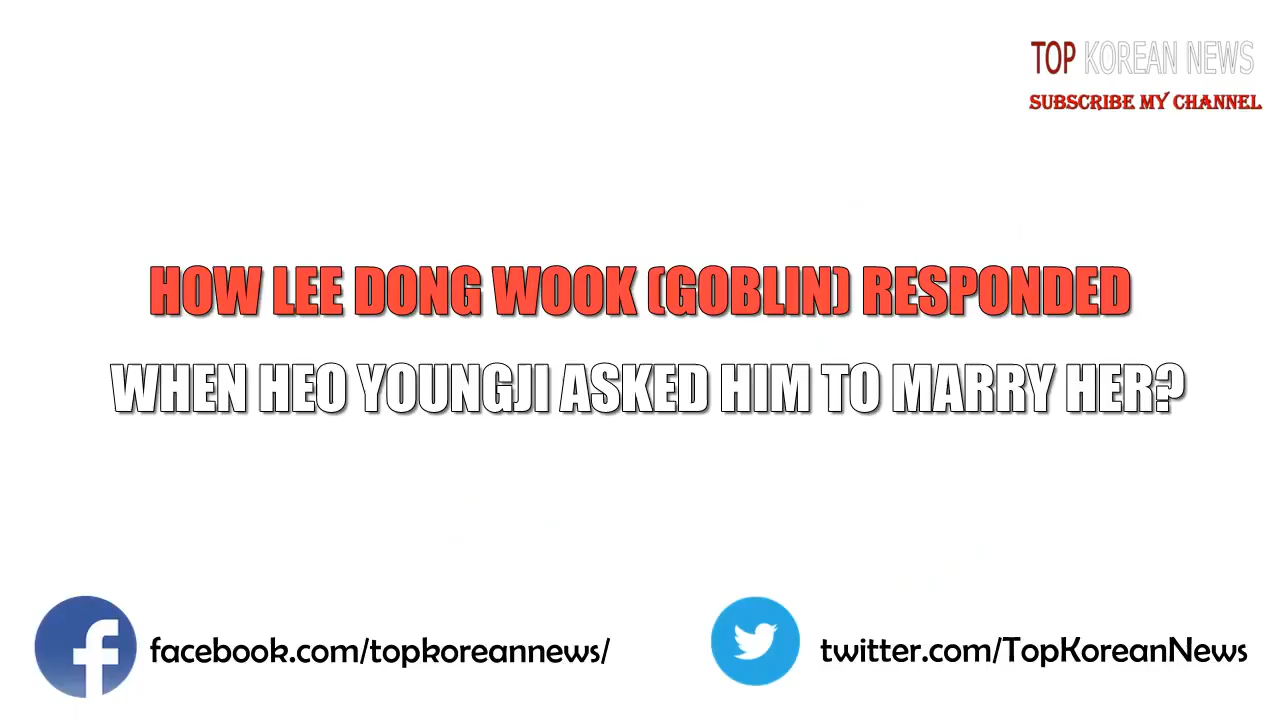 TOP KOREAN NEWS
SUBSCRIBE MY CHANNEL
HOW LEE DONG WOOK (GOBLIN) RESPONDED
WHEN HEO YOUNGJI ASKED HIM TO MARRY HER?
facebook.com/topkoreannews/
twitter.com/TopKoreanNews